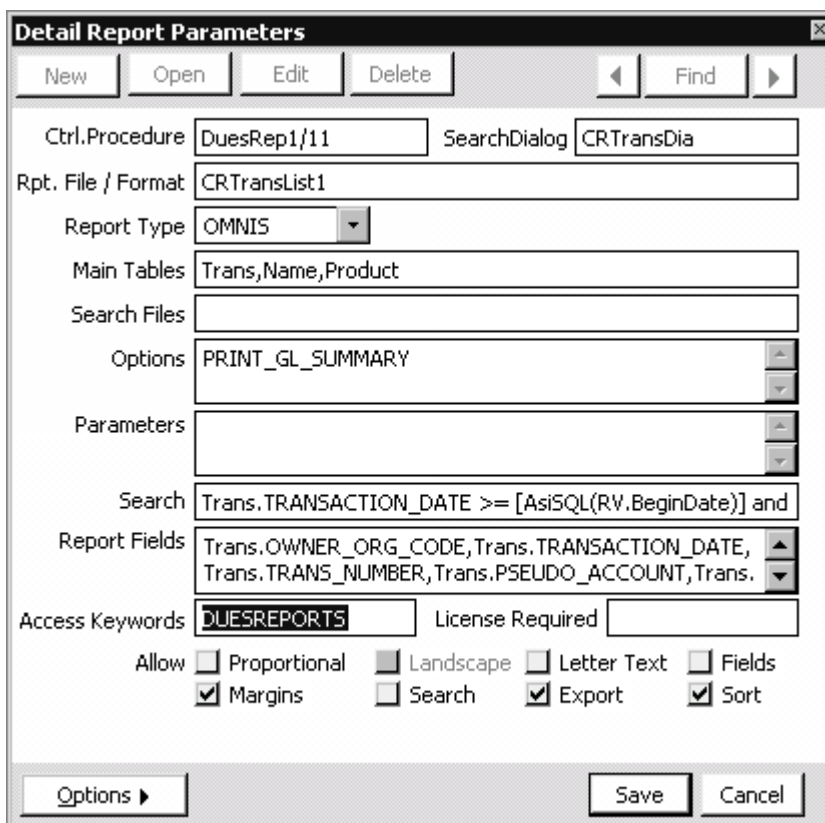 Detail Report Parameters
New Open Edit Delete Find
Ctrl.Procedure DuesRep1/11 SearchDialog CRTransDia
Rpt. File / Format CRTransList1
Report Type OMNIS
Main Tables Trans,Name,Product
Search Files
Options PRINT_GL_SUMMARY
Parameters
Search Trans.TRANSACTION_DATE >= [AsiSQL(RV.BeginDate)] and
Report Fields Trans.OWNER_ORG_CODE,Trans.TRANSACTION_DATE,
Trans.TRANS_NUMBER,Trans.PSEUDO_ACCOUNT,Trans.
Access Keywords DUESREPORTS License Required
Allow Proportional Landscape Letter Text Fields
Margins Search Export Sort
Options Save Cancel